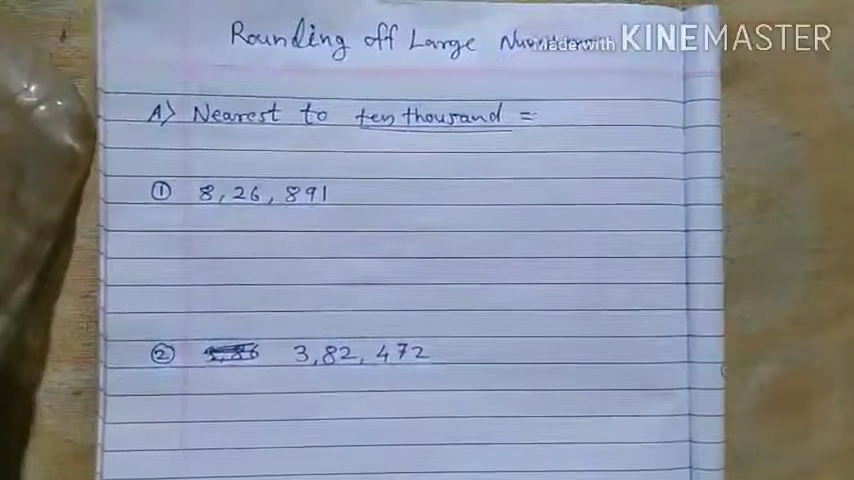 Rounding off Large
Made with KINEMASTER
A) Nearest to ten thousand =
① 8,26,891
② 3,82,472